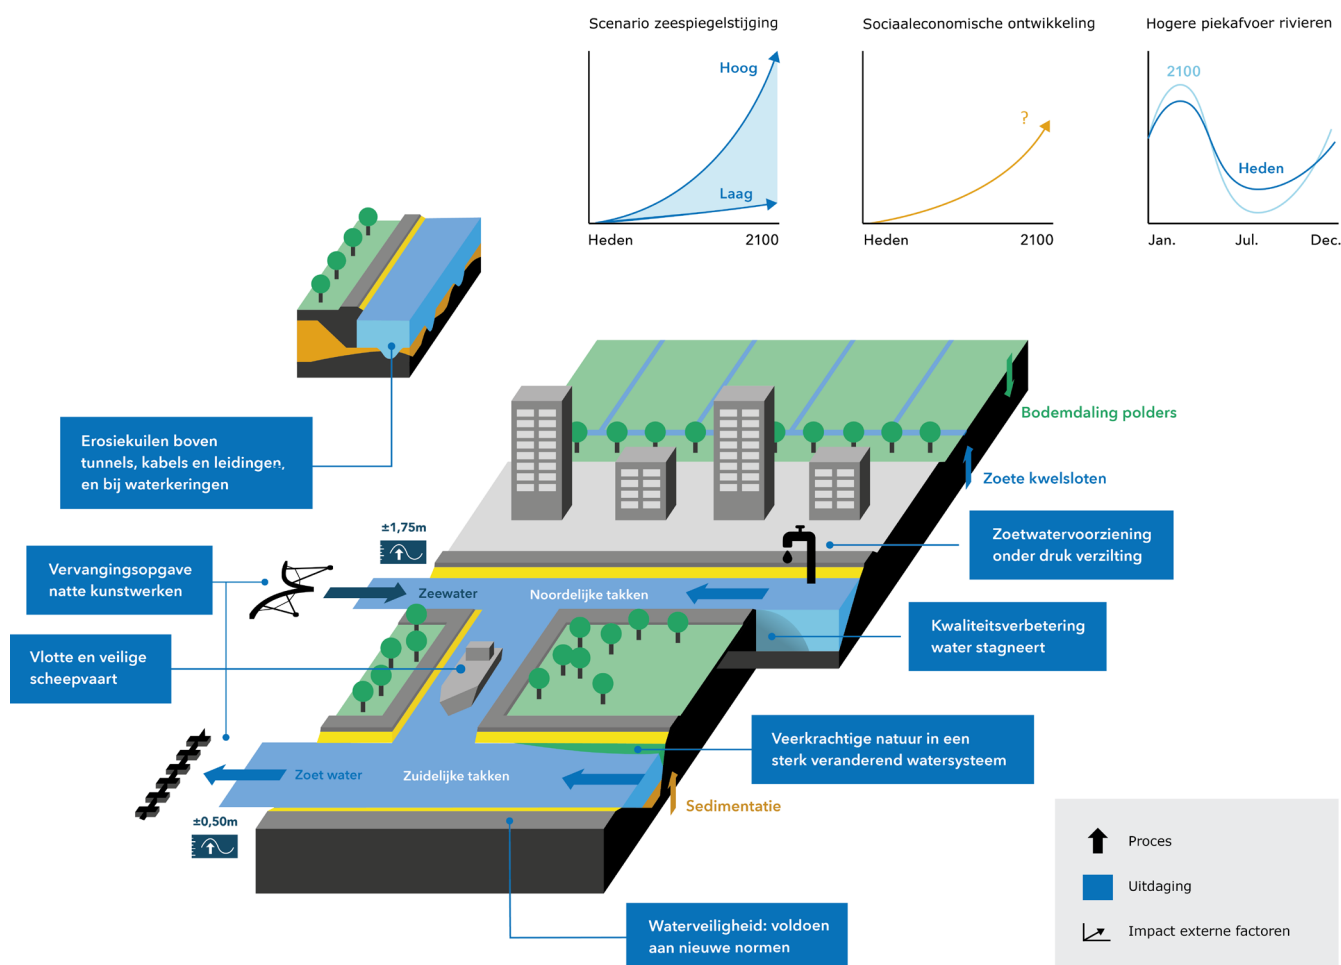 Scenario zeespiegelstijging
Hoog
Laag
Heden
2100
Sociaaleconomische ontwikkeling
?
Heden
2100
Hogere piekafvoer rivieren
2100
Heden
Jan.
Jul.
Dec.
Erosiekuilen boven
tunnels, kabels en leidingen,
en bij waterkeringen
Bodemdaling polders
Zoete kwelsloten
±1,75m
Zoetwatervoorziening
onder druk verzilting
Vervangingsopgave
natte kunstwerken
Zeewater
Noordelijke takken
Kwaliteitsverbetering
water stagneert
Vlotte en veilige
scheepvaart
Veerkrachtige natuur in een
sterk veranderend watersysteem
Zoet water
Zuidelijke takken
Sedimentatie
±0,50m
Waterveiligheid: voldoen
aan nieuwe normen
Proces
Uitdaging
Impact externe factoren